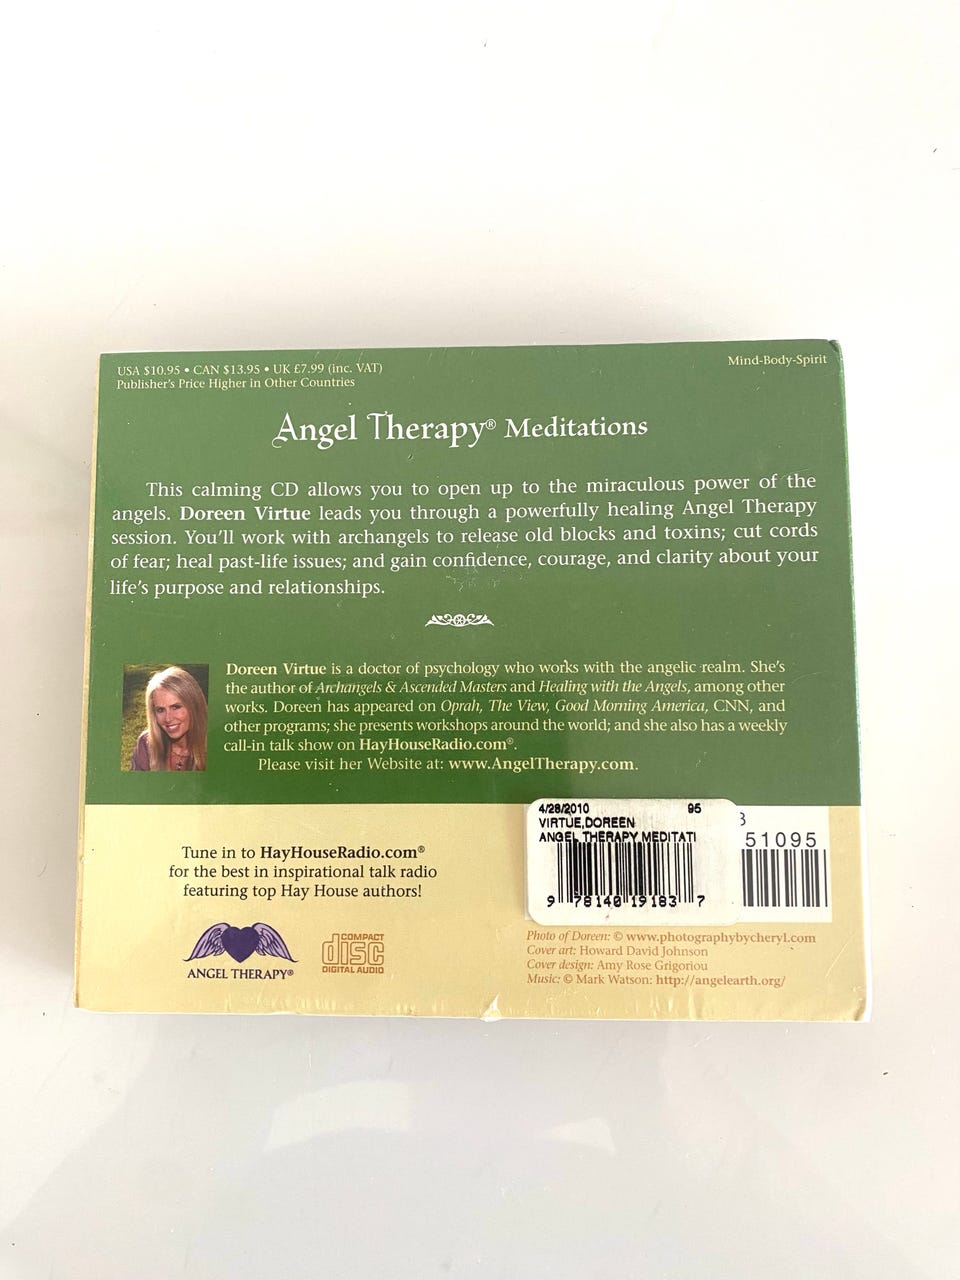 USA $10.95 • CAN $13.95 • UK £7.99 (inc. VAT)
Publisher's Price Higher in Other Countries
Mind-Body-Spirit
Angel Therapy® Meditations
This calming CD allows you to open up to the miraculous power of the
angels. Doreen Virtue leads you through a powerfully healing Angel Therapy
session. You'll work with archangels to release old blocks and toxins; cut cords
of fear; heal past-life issues; and gain confidence, courage, and clarity about your
life's purpose and relationships.
Doreen Virtue is a doctor of psychology who works with the angelic realm. She's
the author of Archangels & Ascended Masters and Healing with the Angels, among other
works. Doreen has appeared on Oprah, The View, Good Morning America, CNN, and
other programs; she presents workshops around the world; and she also has a weekly
call-in talk show on HayHouseRadio.com®.
Please visit her Website at: www.AngelTherapy.com.
Tune in to HayHouseRadio.com®
for the best in inspirational talk radio
featuring top Hay House authors!
ANGEL THERAPY®
COMPACT
disc
DIGITAL AUDIO
4/28/2010 95
VIRTUE,DOREEN
ANGEL THERAPY MEDITATI
9 78140 19183 7
51095
Photo of Doreen: © www.photographybycheryl.com
Cover art: Howard David Johnson
Cover design: Amy Rose Grigoriou
Music: © Mark Watson: http://angelearth.org/